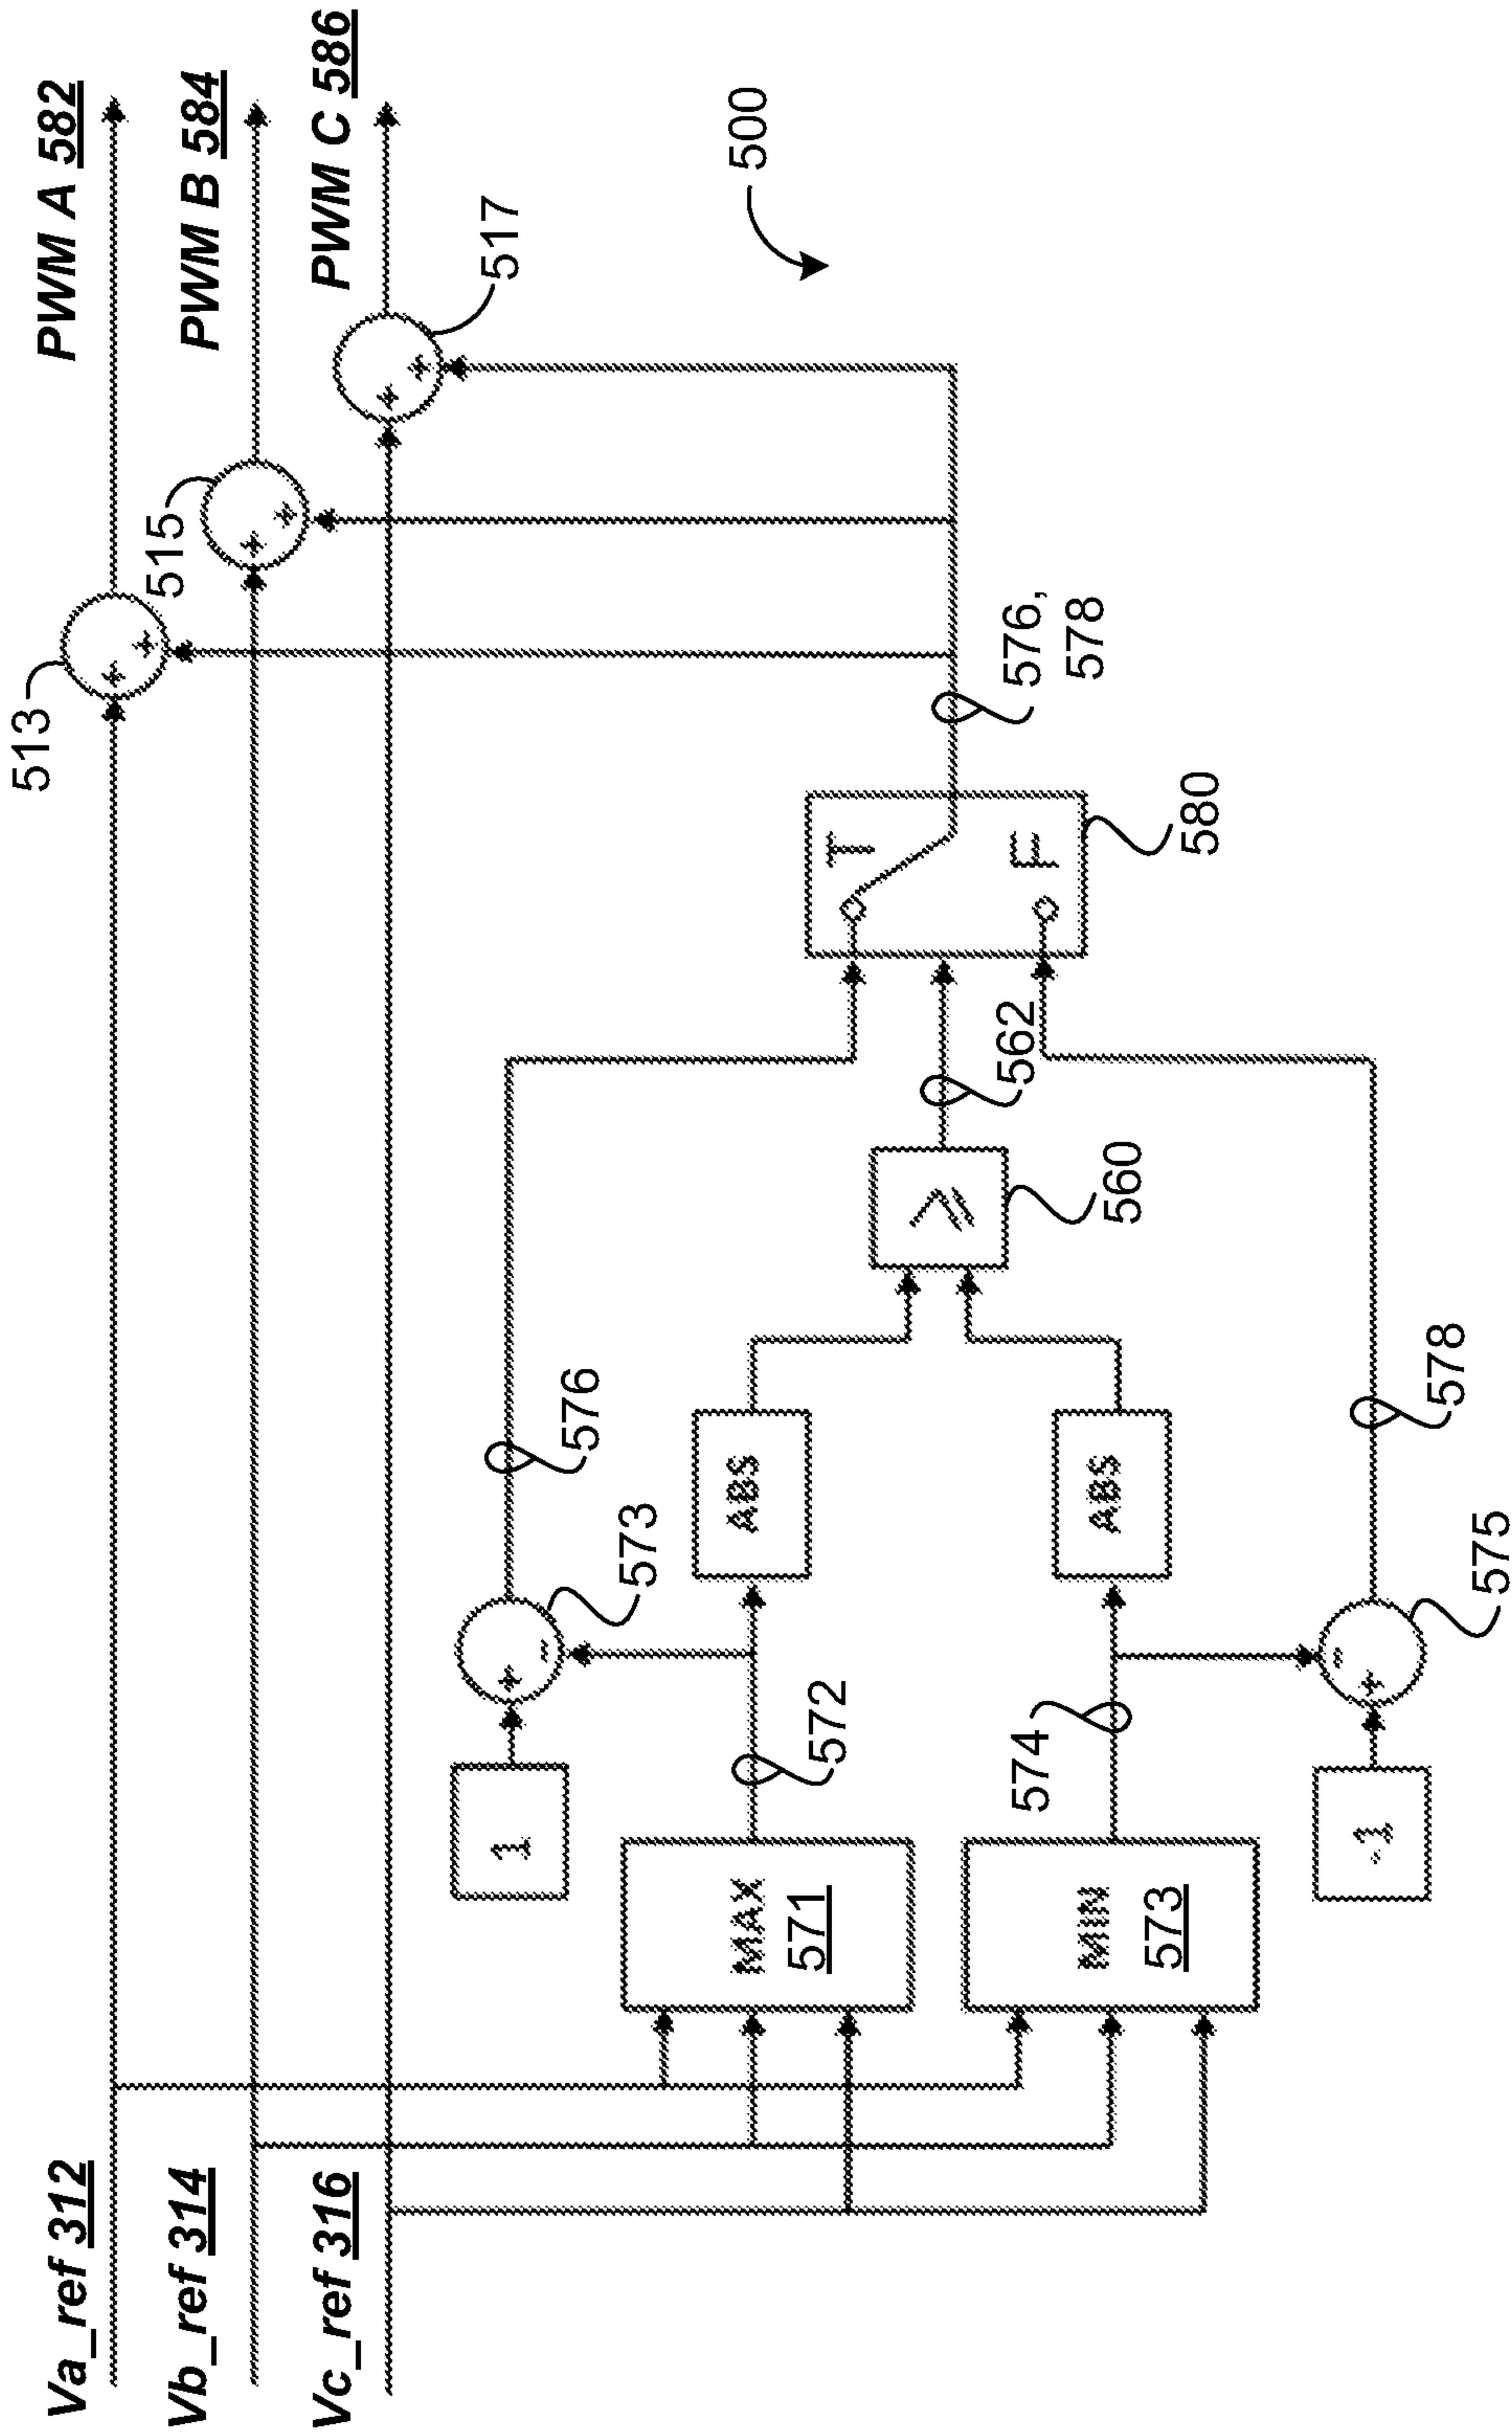 Va_ref 312
513
PWM A 582
Vb_ref 314
515
PWM B 584
Vc_ref 316
517
PWM C 586
500
1
+
-
573
576
MAX
571
572
ABS
≥
560
562
T
F
580
576,
578
MIN
573
574
ABS
-1
+
-
575
578
+
+
+
+
+
+